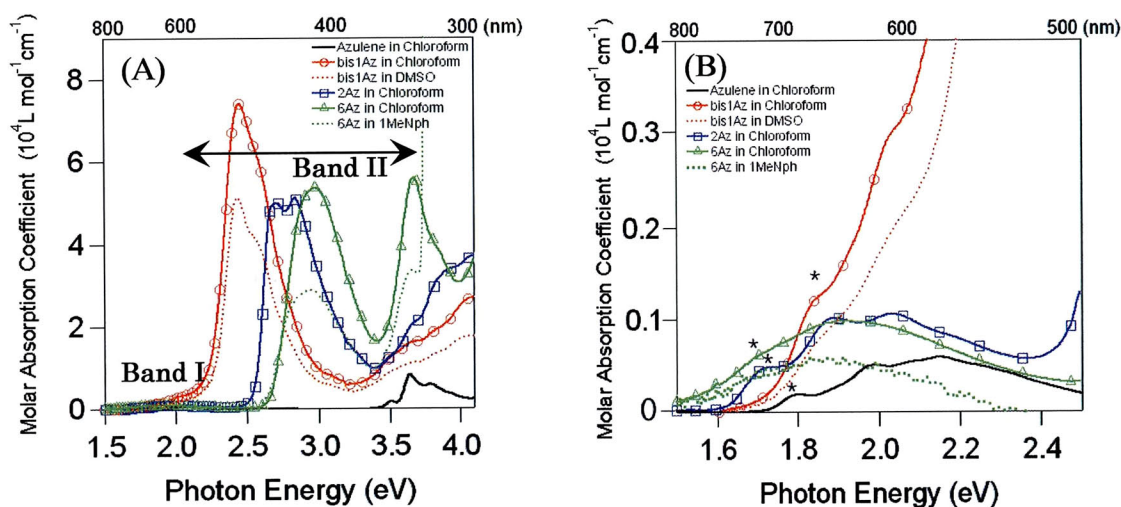 800 600 400 300 (nm)
(A)
Azulene in Chloroform
bis1Az in Chloroform
bis1Az in DMSO
2Az in Chloroform
6Az in Chloroform
6Az in 1MeNph
Band II
Band I
8
6
4
2
0
Molar Absorption Coefficient (10⁴L mol⁻¹cm⁻¹)
1.5 2.0 2.5 3.0 3.5 4.0
Photon Energy (eV)
800 700 600 500 (nm)
(B)
Azulene in Chloroform
bis1Az in Chloroform
bis1Az in DMSO
2Az in Chloroform
6Az in Chloroform
6Az in 1MeNph
*
*
*
*
0.4
0.3
0.2
0.1
0
Molar Absorption Coefficient (10⁴L mol⁻¹cm⁻¹)
1.6 1.8 2.0 2.2 2.4
Photon Energy (eV)